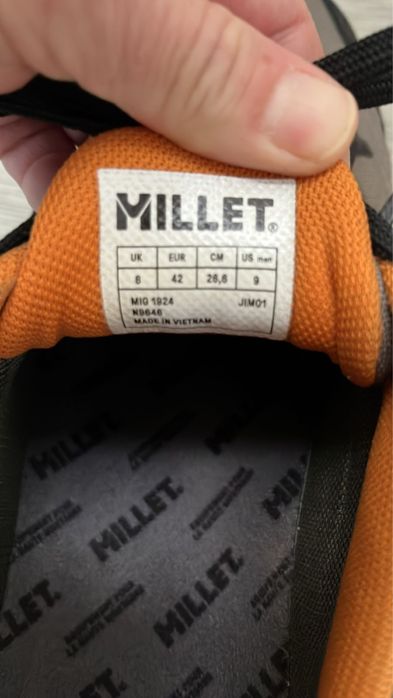 MILLET®
UK EUR CM US men
8 42 26,6 9
MIG 1924 JIM01
N9646
MADE IN VIETNAM
MILLET.
MILLET.
MILLET.